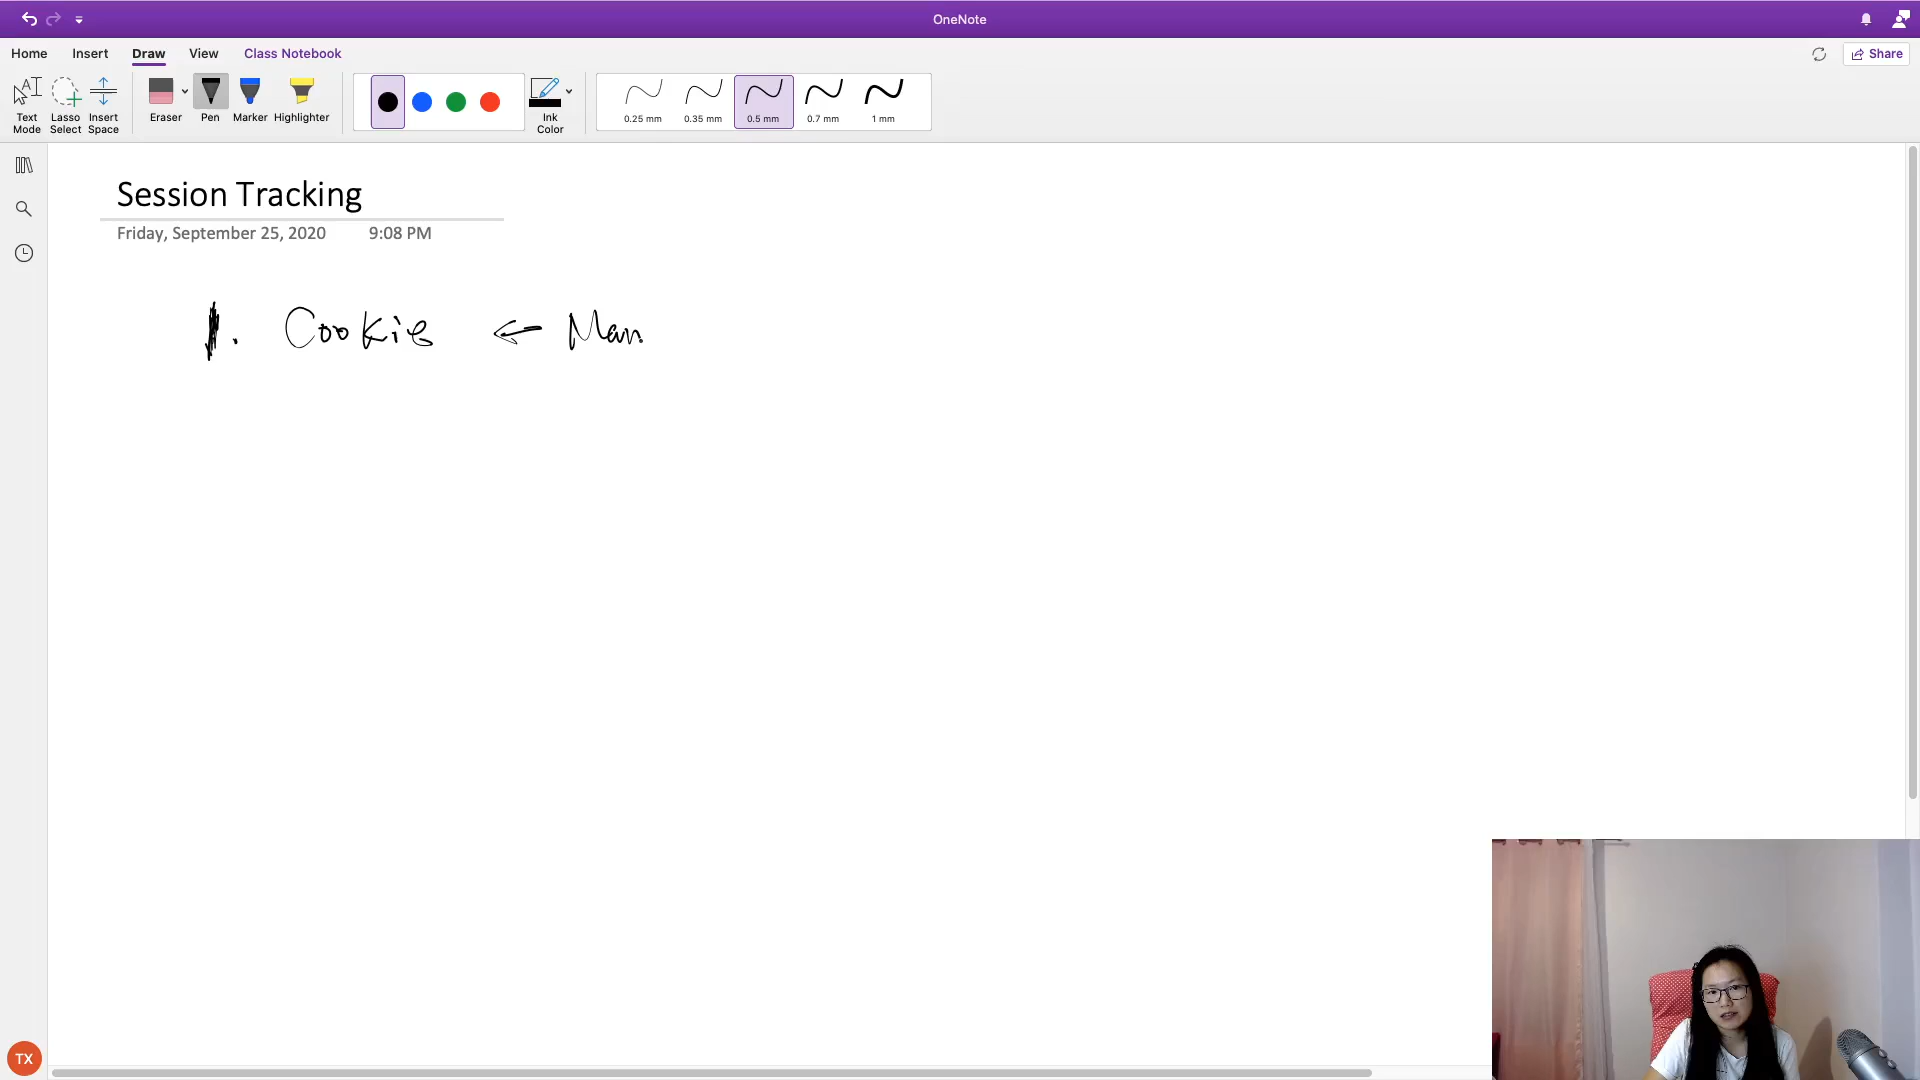 OneNote
Home Insert Draw View Class Notebook Share
Text Mode Lasso Select Insert Space Eraser Pen Marker Highlighter Ink Color 0.25 mm 0.35 mm 0.5 mm 0.7 mm 1 mm
Session Tracking
Friday, September 25, 2020 9:08 PM
1. Cookie ← Man
TX